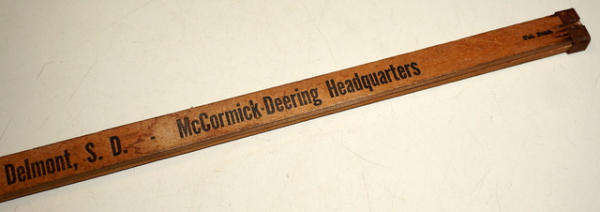 Delmont, S. D. - McCormick-Deering Headquarters